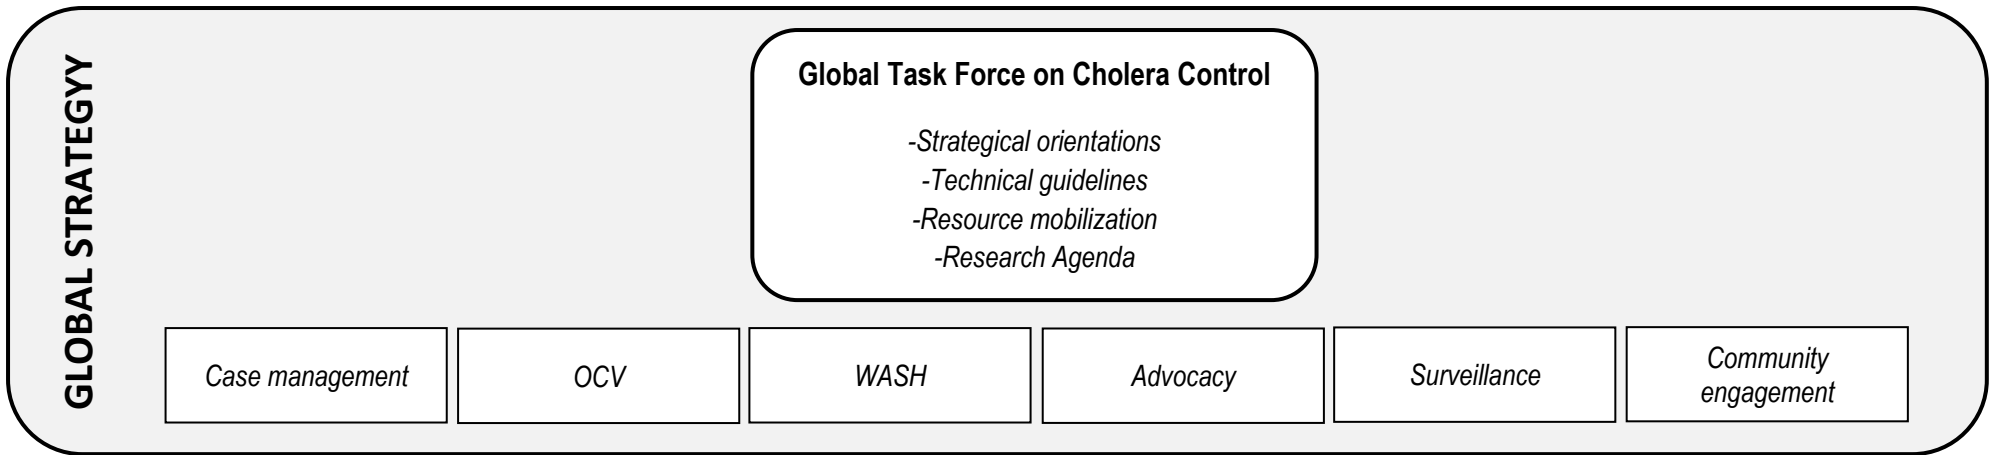 GLOBAL STRATEGY
Global Task Force on Cholera Control
-Strategical orientations
-Technical guidelines
-Resource mobilization
-Research Agenda
Case management
OCV
WASH
Advocacy
Surveillance
Community
engagement